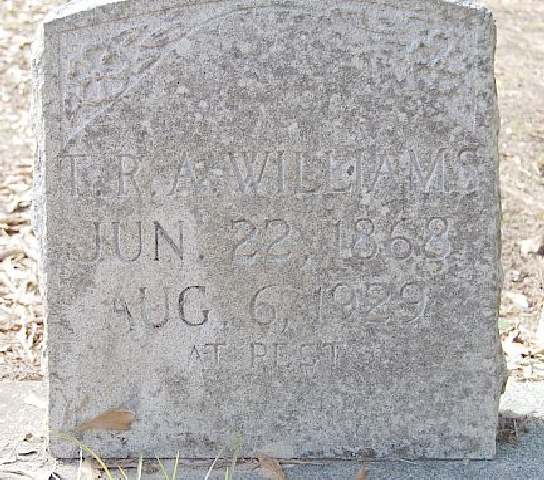 T. R. A. WILLIAMS
JUN. 22, 1868
AUG. 6, 1929
AT REST